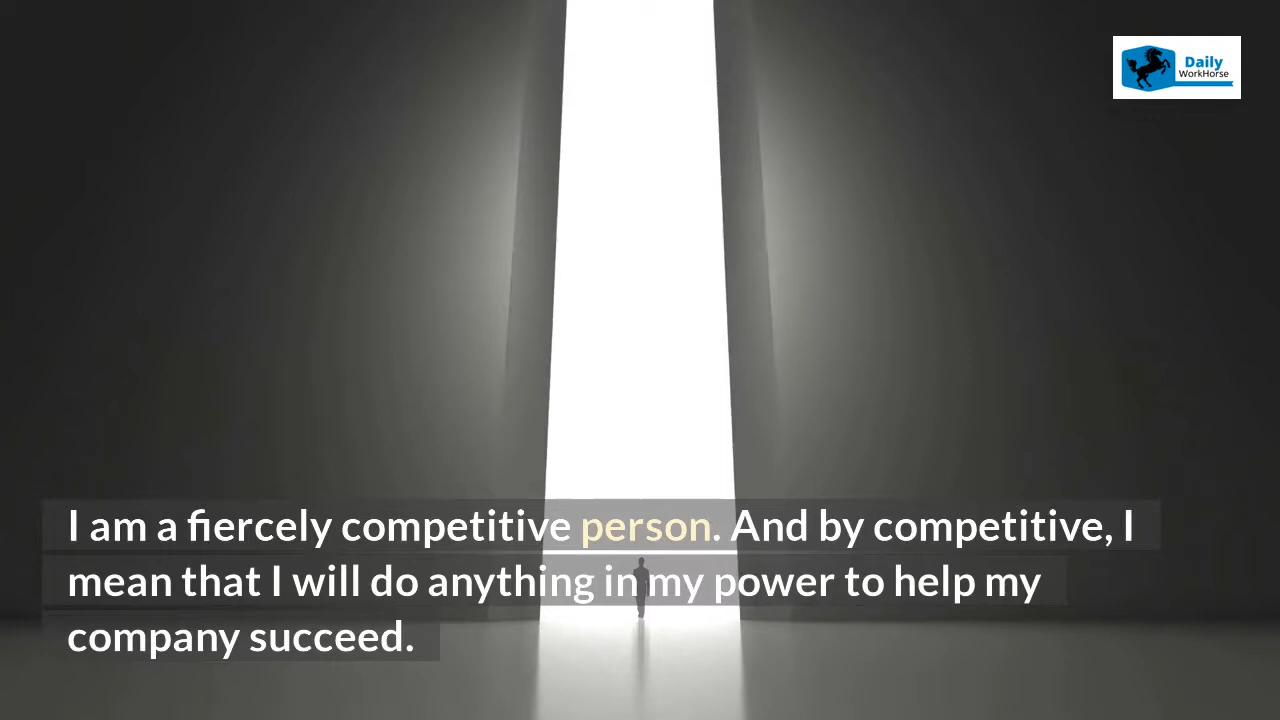 Daily
WorkHorse
I am a fiercely competitive person. And by competitive, I
mean that I will do anything in my power to help my
company succeed.